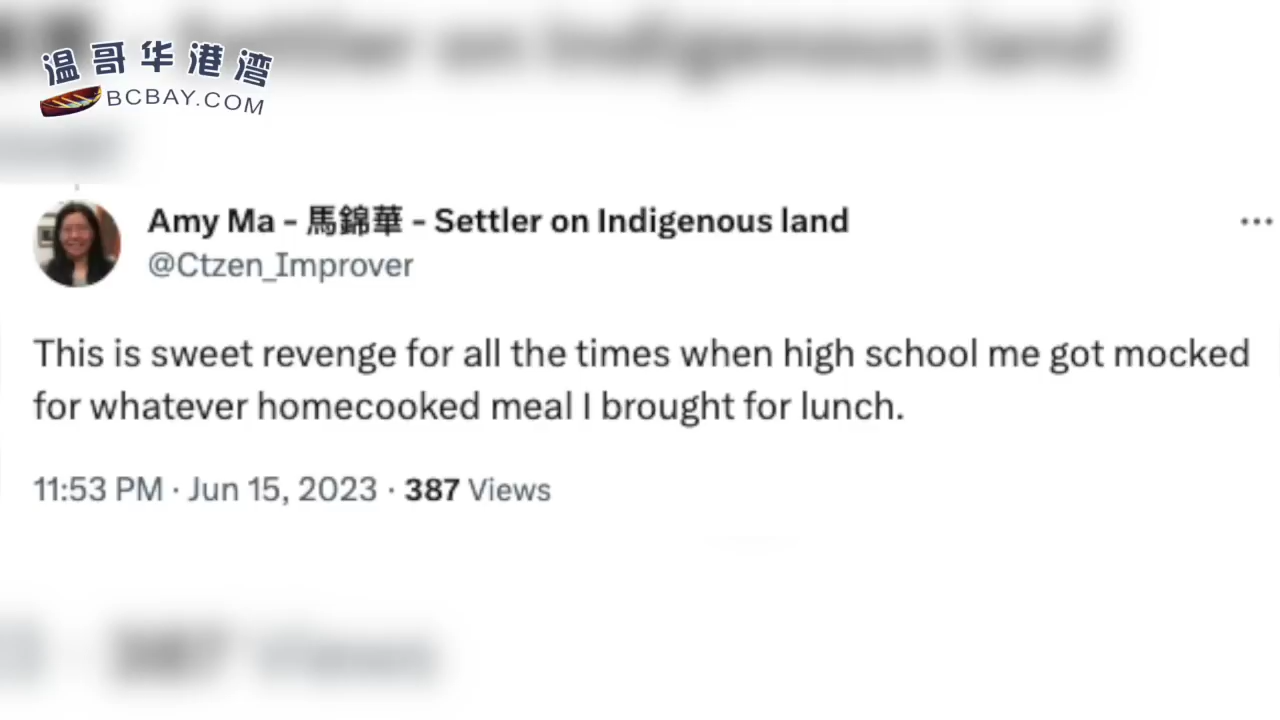 温哥华港湾
BCBAY.COM
Amy Ma - 馬錦華 - Settler on Indigenous land
@Ctzen_Improver
This is sweet revenge for all the times when high school me got mocked
for whatever homecooked meal I brought for lunch.
11:53 PM · Jun 15, 2023 · 387 Views
387 Views